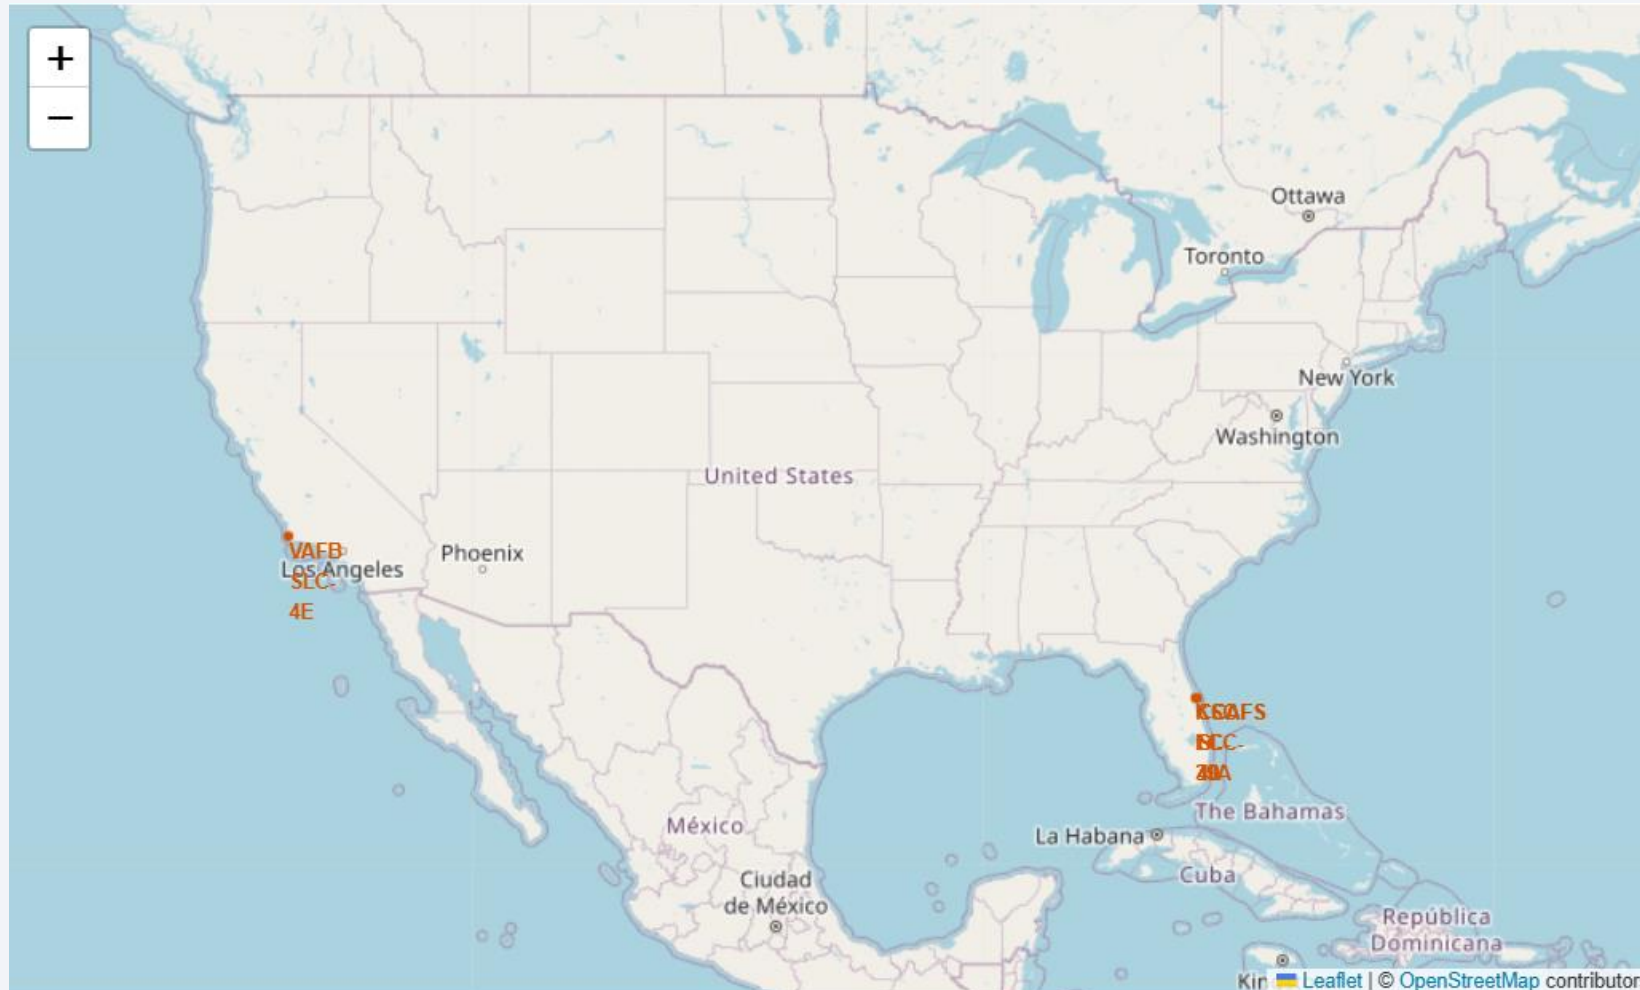 +
−
Ottawa
Toronto
New York
Washington
United States
VAFB
Los Angeles
SLC-
4E
Phoenix
The Bahamas
México
La Habana
Cuba
Ciudad
de México
República
Dominicana
Leaflet | © OpenStreetMap contributor